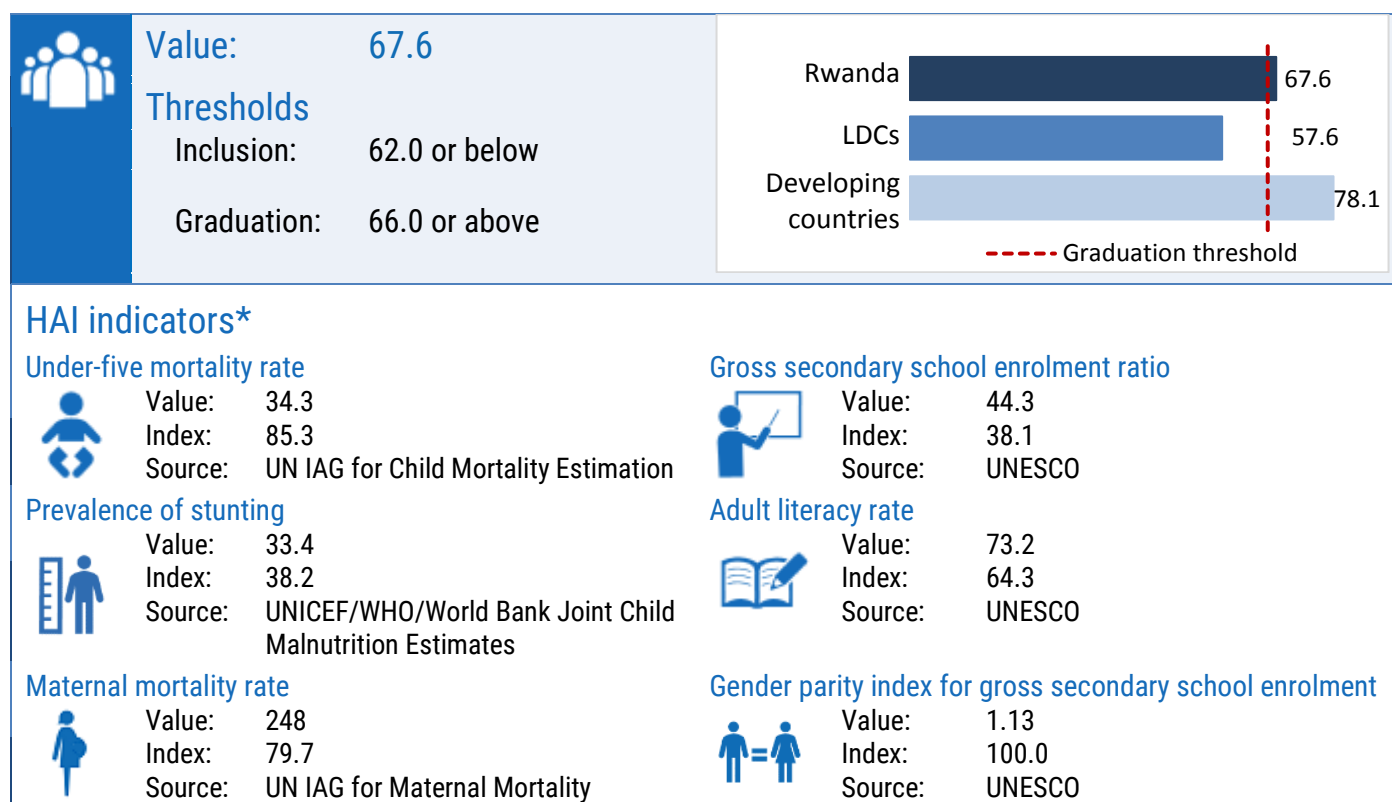 Value: 67.6
Thresholds
Inclusion: 62.0 or below
Graduation: 66.0 or above
Rwanda 67.6
LDCs 57.6
Developing
countries
78.1
Graduation threshold
HAI indicators*
Under-five mortality rate
Value: 34.3
Index: 85.3
Source: UN IAG for Child Mortality Estimation
Prevalence of stunting
Value: 33.4
Index: 38.2
Source: UNICEF/WHO/World Bank Joint Child
Malnutrition Estimates
Maternal mortality rate
Value: 248
Index: 79.7
Source: UN IAG for Maternal Mortality
Gross secondary school enrolment ratio
Value: 44.3
Index: 38.1
Source: UNESCO
Adult literacy rate
Value: 73.2
Index: 64.3
Source: UNESCO
Gender parity index for gross secondary school enrolment
Value: 1.13
Index: 100.0
Source: UNESCO